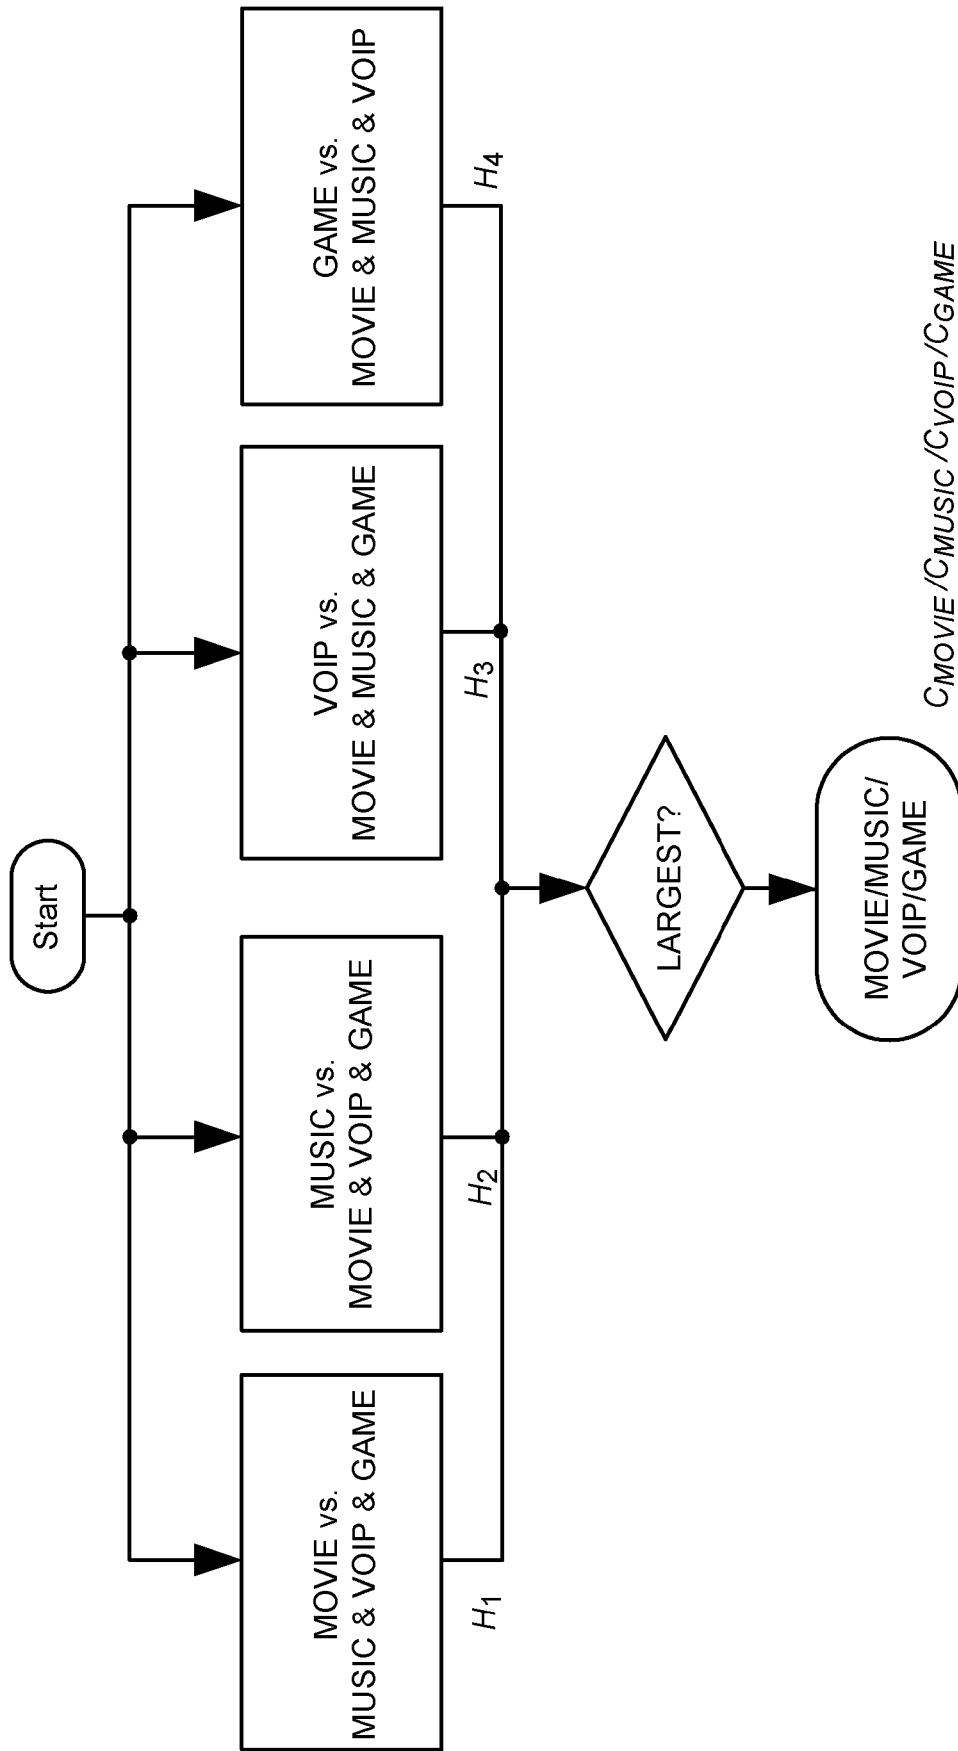 Start
MOVIE vs.
MUSIC & VOIP & GAME
MUSIC vs.
MOVIE & VOIP & GAME
VOIP vs.
MOVIE & MUSIC & GAME
GAME vs.
MOVIE & MUSIC & VOIP
H1
H2
H3
H4
LARGEST?
MOVIE/MUSIC/
VOIP/GAME
CMOVIE/CMUSIC/CVOIP/CGAME